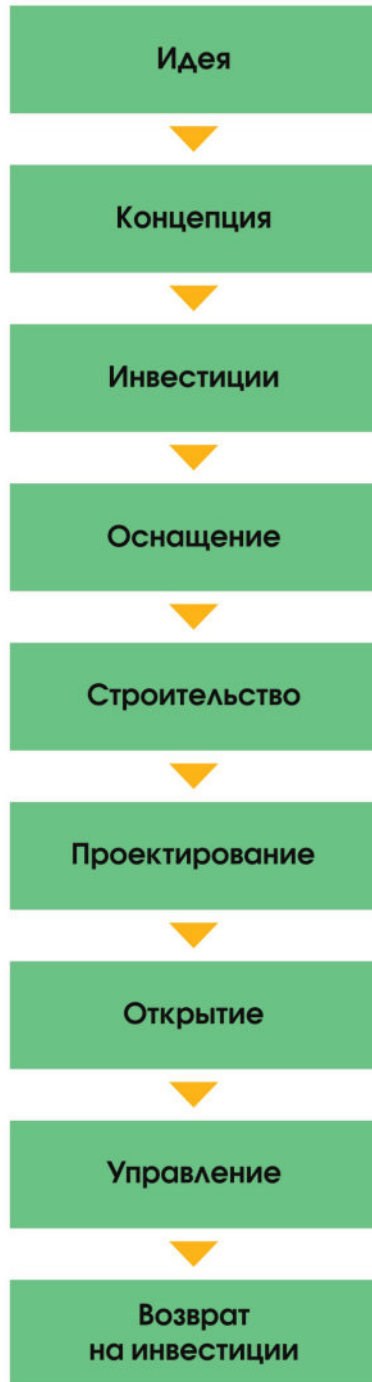 Идея
Концепция
Инвестиции
Оснащение
Строительство
Проектирование
Открытие
Управление
Возврат
на инвестиции